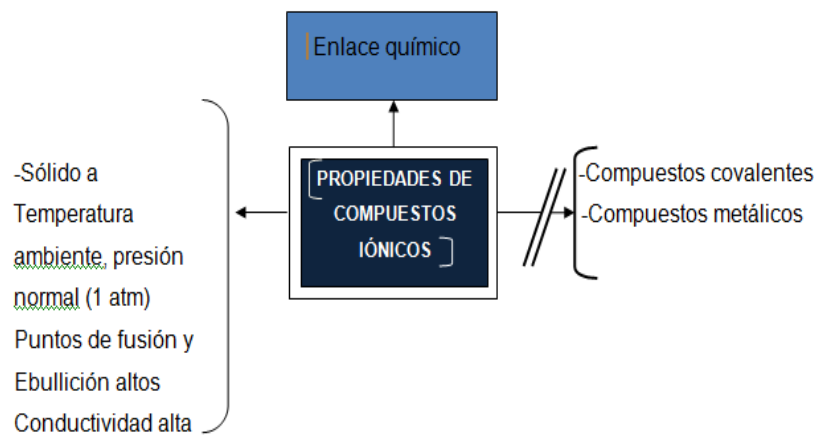 Enlace químico
-Sólido a
Temperatura
ambiente, presión
normal (1 atm)
Puntos de fusión y
Ebullición altos
Conductividad alta
PROPIEDADES DE
COMPUESTOS
IÓNICOS
-Compuestos covalentes
-Compuestos metálicos